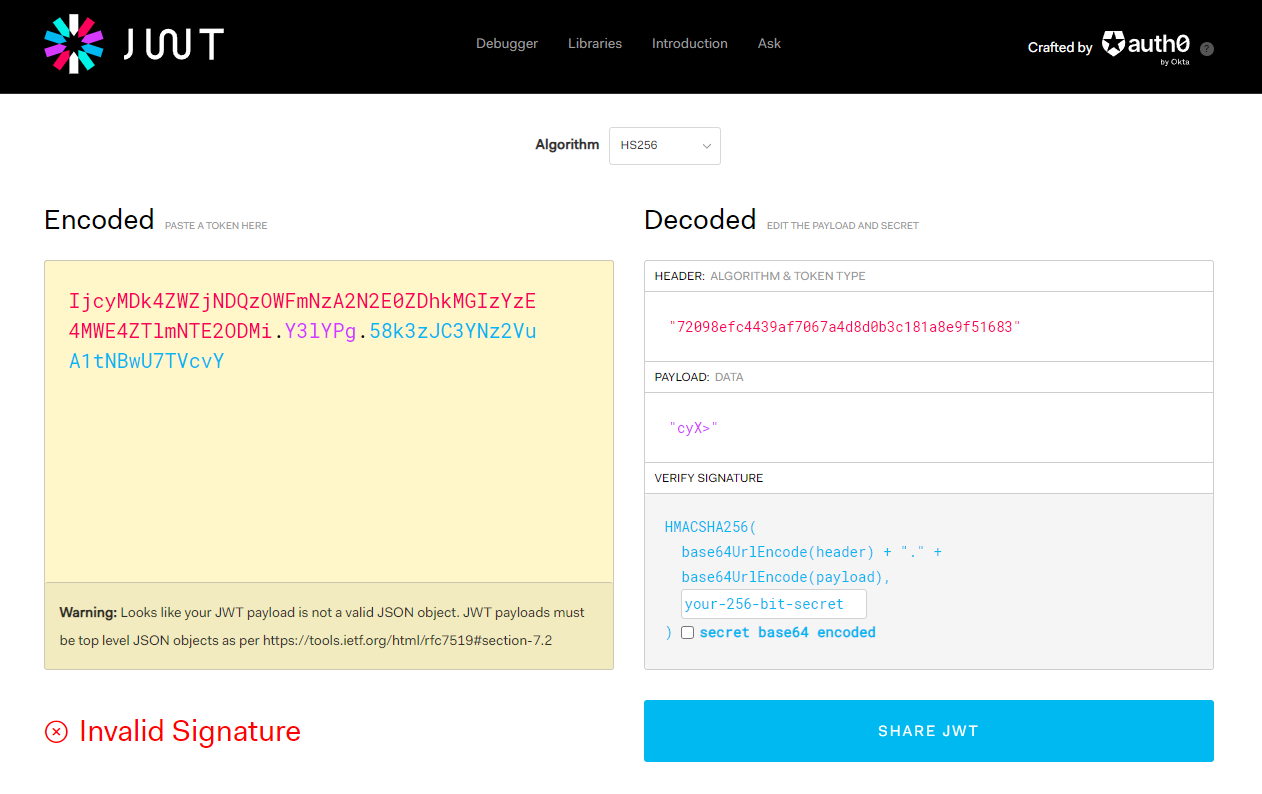 JWT
Debugger
Libraries
Introduction
Ask
Crafted by
auth0
by Okta
?
Algorithm
HS256
Encoded
PASTE A TOKEN HERE
IjcyMDk4ZWZjNDQzOWFmNzA2N2E0ZDhkMGIzYzE
4MWE4ZTlmNTE2ODMi.Y3lYPg.58k3zJC3YNz2Vu
A1tNBwU7TVcvY
Warning: Looks like your JWT payload is not a valid JSON object. JWT payloads must
be top level JSON objects as per https://tools.ietf.org/html/rfc7519#section-7.2
Invalid Signature
Decoded
EDIT THE PAYLOAD AND SECRET
HEADER: ALGORITHM & TOKEN TYPE
"72098efc4439af7067a4d8d0b3c181a8e9f51683"
PAYLOAD: DATA
"cyX>"
VERIFY SIGNATURE
HMACSHA256(
base64UrlEncode(header) + "." +
base64UrlEncode(payload),
your-256-bit-secret
) secret base64 encoded
SHARE JWT